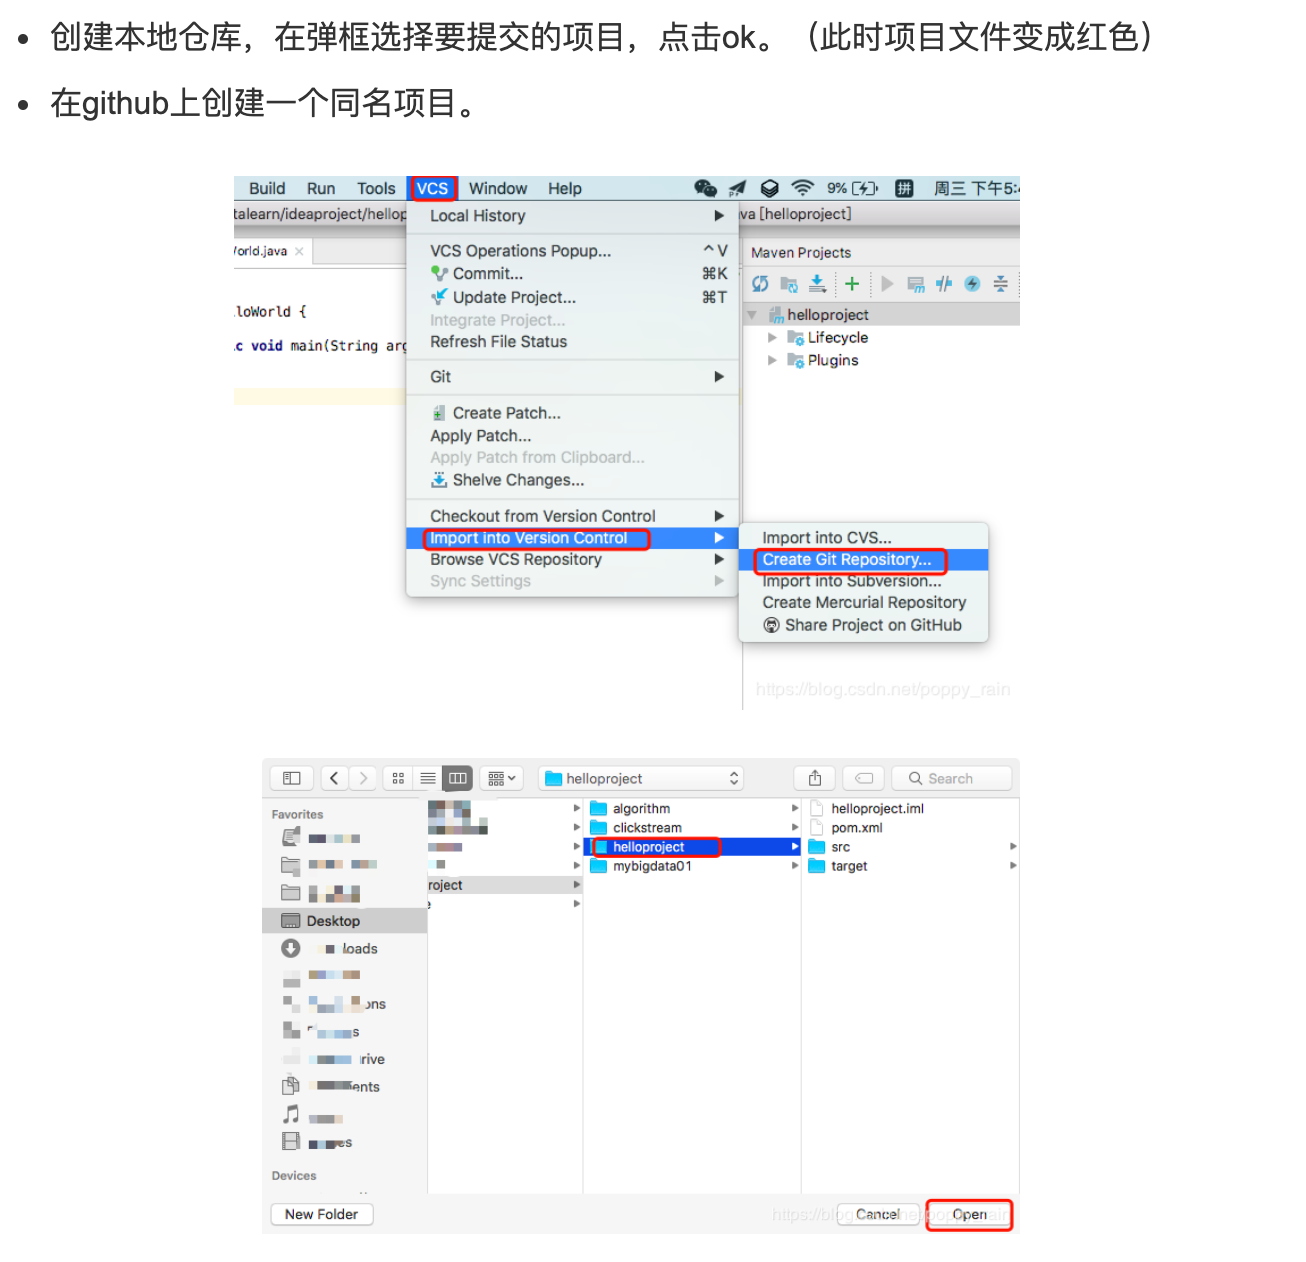 创建本地仓库，在弹框选择要提交的项目，点击ok。（此时项目文件变成红色）
在github上创建一个同名项目。
Build Run Tools VCS Window Help 9% 拼 周三 下午5:
talearn/ideaproject/hellop
va [helloproject]
orld.java
Local History
VCS Operations Popup... ^V
Commit... ⌘K
Update Project... ⌘T
Integrate Project...
Refresh File Status
Git
Create Patch...
Apply Patch...
Apply Patch from Clipboard...
Shelve Changes...
Checkout from Version Control
Import into Version Control
Browse VCS Repository
Sync Settings
Import into CVS...
Create Git Repository...
Import into Subversion...
Create Mercurial Repository
Share Project on GitHub
Maven Projects
helloproject
Lifecycle
Plugins
loWorld {
c void main(String arg
https://blog.csdn.net/poppy_rain
helloproject
Search
Favorites
Desktop
loads
ons
s
rive
ents
es
Devices
roject
algorithm
clickstream
helloproject
mybigdata01
helloproject.iml
pom.xml
src
target
New Folder
Cancel
Open